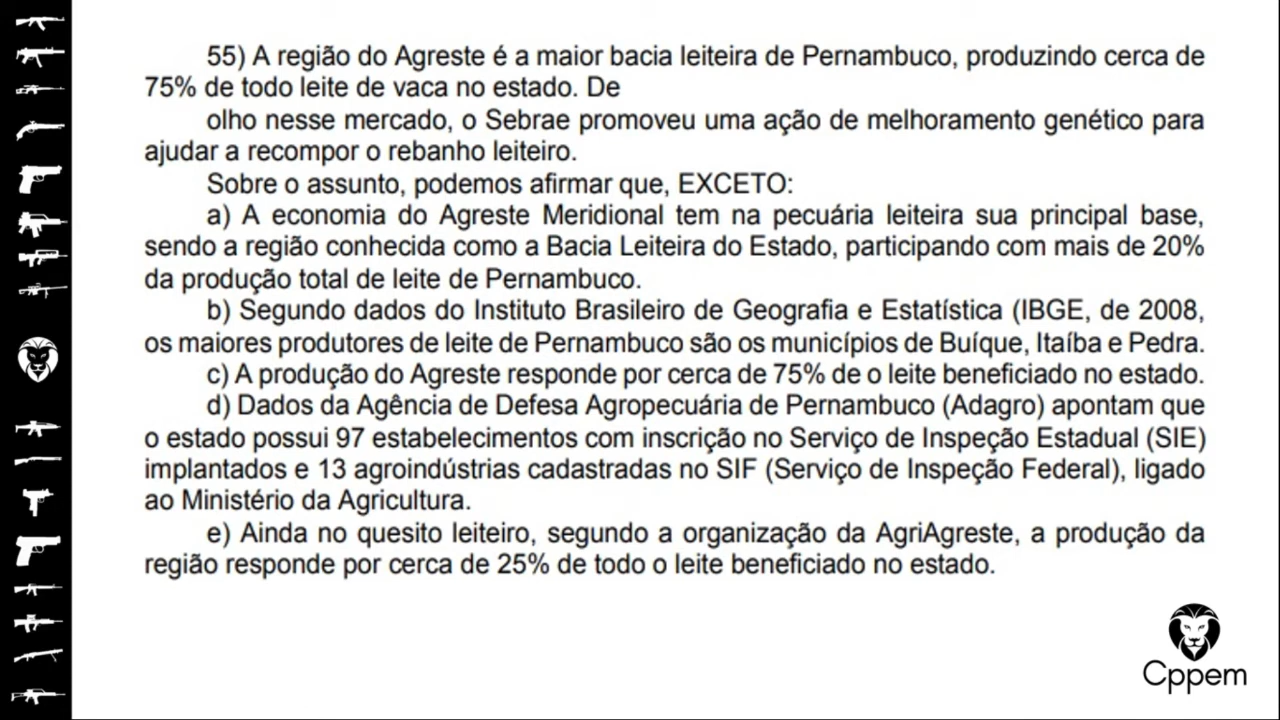 55) A região do Agreste é a maior bacia leiteira de Pernambuco, produzindo cerca de
75% de todo leite de vaca no estado. De
olho nesse mercado, o Sebrae promoveu uma ação de melhoramento genético para
ajudar a recompor o rebanho leiteiro.
Sobre o assunto, podemos afirmar que, EXCETO:
a) A economia do Agreste Meridional tem na pecuária leiteira sua principal base,
sendo a região conhecida como a Bacia Leiteira do Estado, participando com mais de 20%
da produção total de leite de Pernambuco.
b) Segundo dados do Instituto Brasileiro de Geografia e Estatística (IBGE, de 2008,
os maiores produtores de leite de Pernambuco são os municípios de Buíque, Itaíba e Pedra.
c) A produção do Agreste responde por cerca de 75% de o leite beneficiado no estado.
d) Dados da Agência de Defesa Agropecuária de Pernambuco (Adagro) apontam que
o estado possui 97 estabelecimentos com inscrição no Serviço de Inspeção Estadual (SIE)
implantados e 13 agroindústrias cadastradas no SIF (Serviço de Inspeção Federal), ligado
ao Ministério da Agricultura.
e) Ainda no quesito leiteiro, segundo a organização da AgriAgreste, a produção da
região responde por cerca de 25% de todo o leite beneficiado no estado.
Cppem